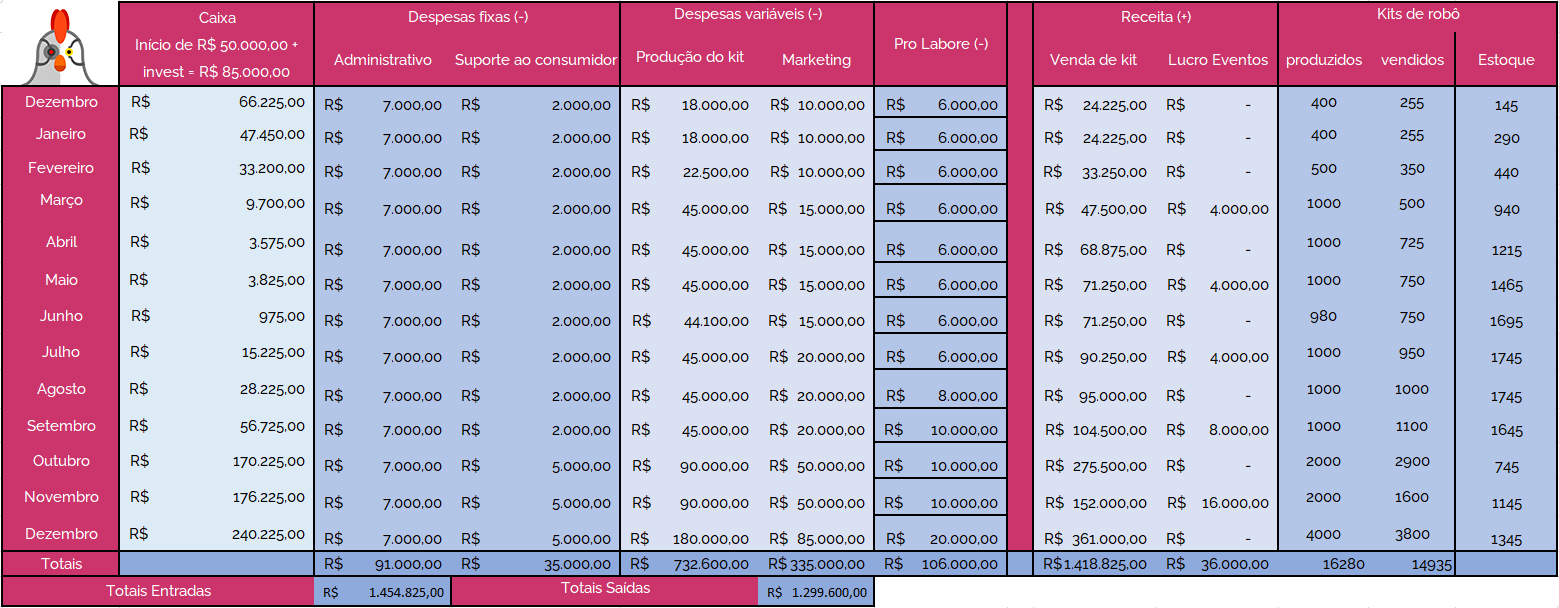 Caixa
Início de R$ 50.000,00 +
invest = R$ 85.000,00
Despesas fixas (-)
Administrativo Suporte ao consumidor
Despesas variáveis (-)
Produção do kit Marketing
Pro Labore (-)
Receita (+)
Venda de kit Lucro Eventos
Kits de robô
produzidos vendidos Estoque
Dezembro R$ 66.225,00 R$ 7.000,00 R$ 2.000,00 R$ 18.000,00 R$ 10.000,00 R$ 6.000,00 R$ 24.225,00 R$ - 400 255 145
Janeiro R$ 47.450,00 R$ 7.000,00 R$ 2.000,00 R$ 18.000,00 R$ 10.000,00 R$ 6.000,00 R$ 24.225,00 R$ - 400 255 290
Fevereiro R$ 33.200,00 R$ 7.000,00 R$ 2.000,00 R$ 22.500,00 R$ 10.000,00 R$ 6.000,00 R$ 33.250,00 R$ - 500 350 440
Março R$ 9.700,00 R$ 7.000,00 R$ 2.000,00 R$ 45.000,00 R$ 15.000,00 R$ 6.000,00 R$ 47.500,00 R$ 4.000,00 1000 500 940
Abril R$ 3.575,00 R$ 7.000,00 R$ 2.000,00 R$ 45.000,00 R$ 15.000,00 R$ 6.000,00 R$ 68.875,00 R$ - 1000 725 1215
Maio R$ 3.825,00 R$ 7.000,00 R$ 2.000,00 R$ 45.000,00 R$ 15.000,00 R$ 6.000,00 R$ 71.250,00 R$ 4.000,00 1000 750 1465
Junho R$ 975,00 R$ 7.000,00 R$ 2.000,00 R$ 44.100,00 R$ 15.000,00 R$ 6.000,00 R$ 71.250,00 R$ - 980 750 1695
Julho R$ 15.225,00 R$ 7.000,00 R$ 2.000,00 R$ 45.000,00 R$ 20.000,00 R$ 6.000,00 R$ 90.250,00 R$ 4.000,00 1000 950 1745
Agosto R$ 28.225,00 R$ 7.000,00 R$ 2.000,00 R$ 45.000,00 R$ 20.000,00 R$ 8.000,00 R$ 95.000,00 R$ - 1000 1000 1745
Setembro R$ 56.725,00 R$ 7.000,00 R$ 2.000,00 R$ 45.000,00 R$ 20.000,00 R$ 10.000,00 R$ 104.500,00 R$ 8.000,00 1000 1100 1645
Outubro R$ 170.225,00 R$ 7.000,00 R$ 5.000,00 R$ 90.000,00 R$ 50.000,00 R$ 10.000,00 R$ 275.500,00 R$ - 2000 2900 745
Novembro R$ 176.225,00 R$ 7.000,00 R$ 5.000,00 R$ 90.000,00 R$ 50.000,00 R$ 10.000,00 R$ 152.000,00 R$ 16.000,00 2000 1600 1145
Dezembro R$ 240.225,00 R$ 7.000,00 R$ 5.000,00 R$ 180.000,00 R$ 85.000,00 R$ 20.000,00 R$ 361.000,00 R$ - 4000 3800 1345
Totais R$ 91.000,00 R$ 35.000,00 R$ 732.600,00 R$ 335.000,00 R$ 106.000,00 R$ 1.418.825,00 R$ 36.000,00 16280 14935
Totais Entradas R$ 1.454.825,00 Totais Saídas R$ 1.299.600,00